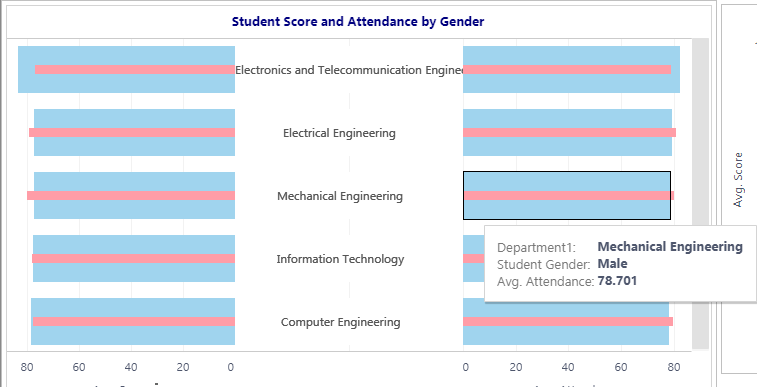 Student Score and Attendance by Gender
Electronics and Telecommunication Enginee
Electrical Engineering
Mechanical Engineering
Information Technology
Computer Engineering
Department1: Mechanical Engineering
Student Gender: Male
Avg. Attendance: 78.701
80 60 40 20 0
0 20 40 60 80
Avg. Score